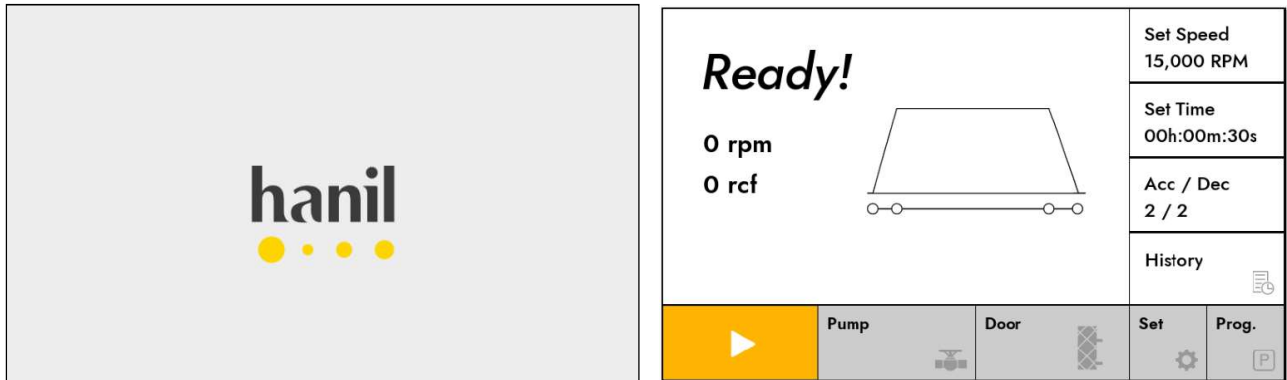 hanil
Ready!
0 rpm
0 rcf
Set Speed
15,000 RPM
Set Time
00h:00m:30s
Acc / Dec
2 / 2
History
Pump
Door
Set
Prog.
P